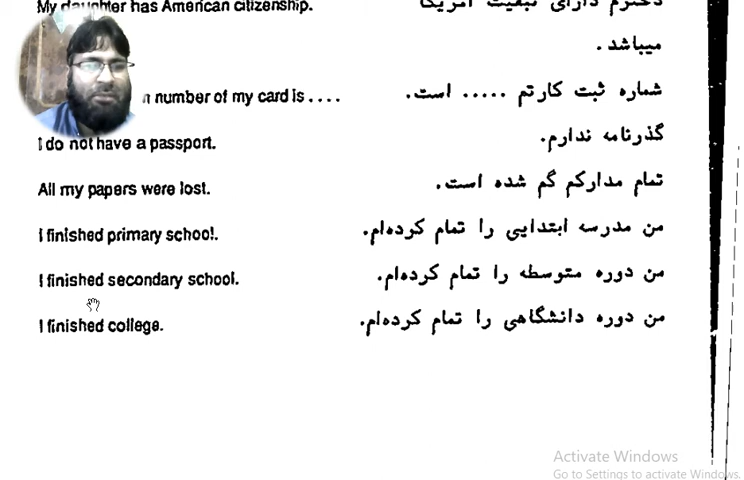 My daughter has American citizenship.
دخترم دارای تبعیت امریکا
میباشد.
number of my card is ....
شماره ثبت کارتم ..... است.
I do not have a passport.
گذرنامه ندارم.
All my papers were lost.
تمام مدارکم گم شده است.
I finished primary school.
من مدرسه ابتدایی را تمام کرده‌ام.
I finished secondary school.
من دوره متوسطه را تمام کرده‌ام.
I finished college.
من دوره دانشگاهی را تمام کرده‌ام.
Activate Windows
Go to Settings to activate Windows.